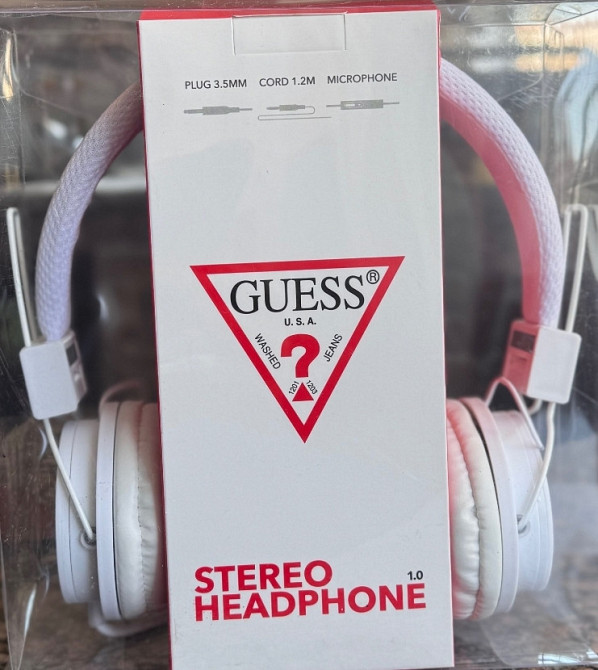 PLUG 3.5MM CORD 1.2M MICROPHONE
GUESS®
U.S.A.
WASHED ? JEANS
1201 1203
STEREO
HEADPHONE 1.0